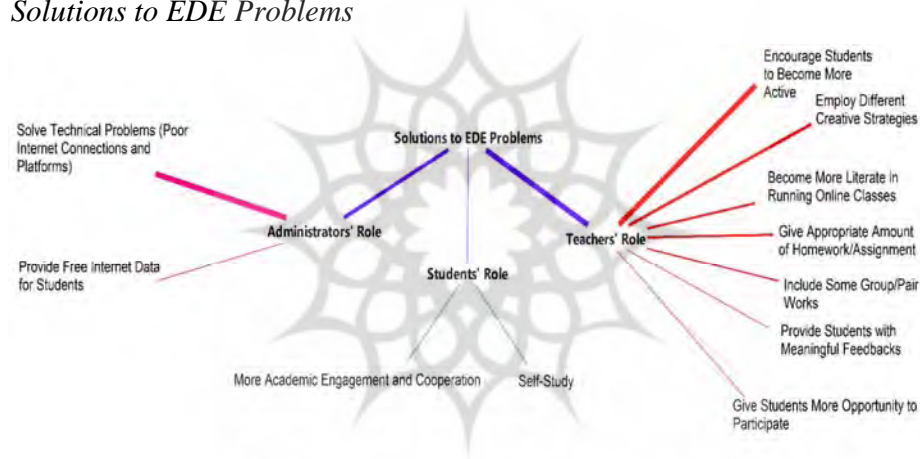 Solutions to EDE Problems
Encourage Students
to Become More
Active
Employ Different
Creative Strategies
Solve Technical Problems (Poor
Internet Connections and
Platforms)
Solutions to EDE Problems
Become More Literate in
Running Online Classes
Administrators' Role
Teachers' Role
Give Appropriate Amount
of Homework/Assignment
Provide Free Internet Data
for Students
Students' Role
Include Some Group/Pair
Works
Provide Students with
Meaningful Feedbacks
More Academic Engagement and Cooperation
Self-Study
Give Students More Opportunity to
Participate